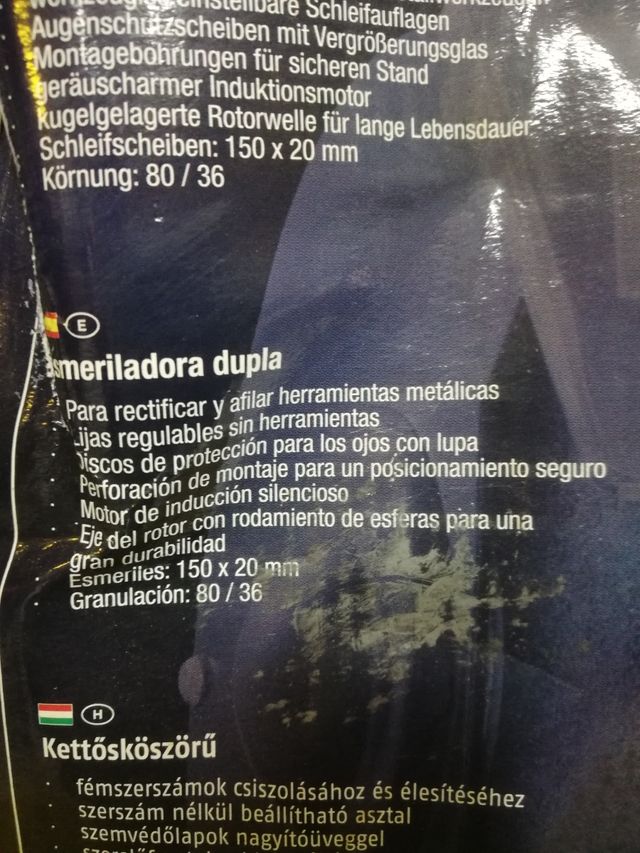 einstellbare Schleifauflagen
Augenschutzscheiben mit Vergrößerungsglas
Montagebohrungen für sicheren Stand
geräuscharmer Induktionsmotor
kugelgelagerte Rotorwelle für lange Lebensdauer
Schleifscheiben: 150 x 20 mm
Körnung: 80 / 36
E
Esmeriladora dupla
· Para rectificar y afilar herramientas metálicas
· Lijas regulables sin herramientas
· Discos de protección para los ojos con lupa
· Perforación de montaje para un posicionamiento seguro
· Motor de inducción silencioso
· Eje del rotor con rodamiento de esferas para una
gran durabilidad
· Esmeriles: 150 x 20 mm
· Granulación: 80 / 36
H
Kettősköszörű
· fémszerszámok csiszolásához és élesítéséhez
· szerszám nélkül beállítható asztal
· szemvédőlapok nagyítóüveggel